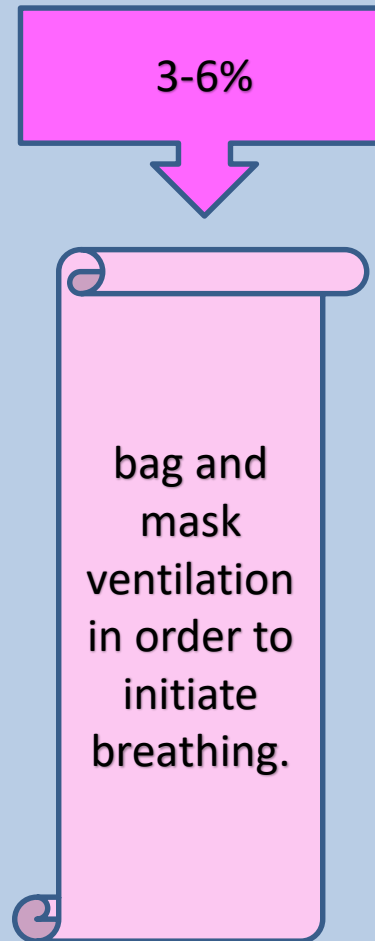 3-6%
bag and
mask
ventilation
in order to
initiate
breathing.